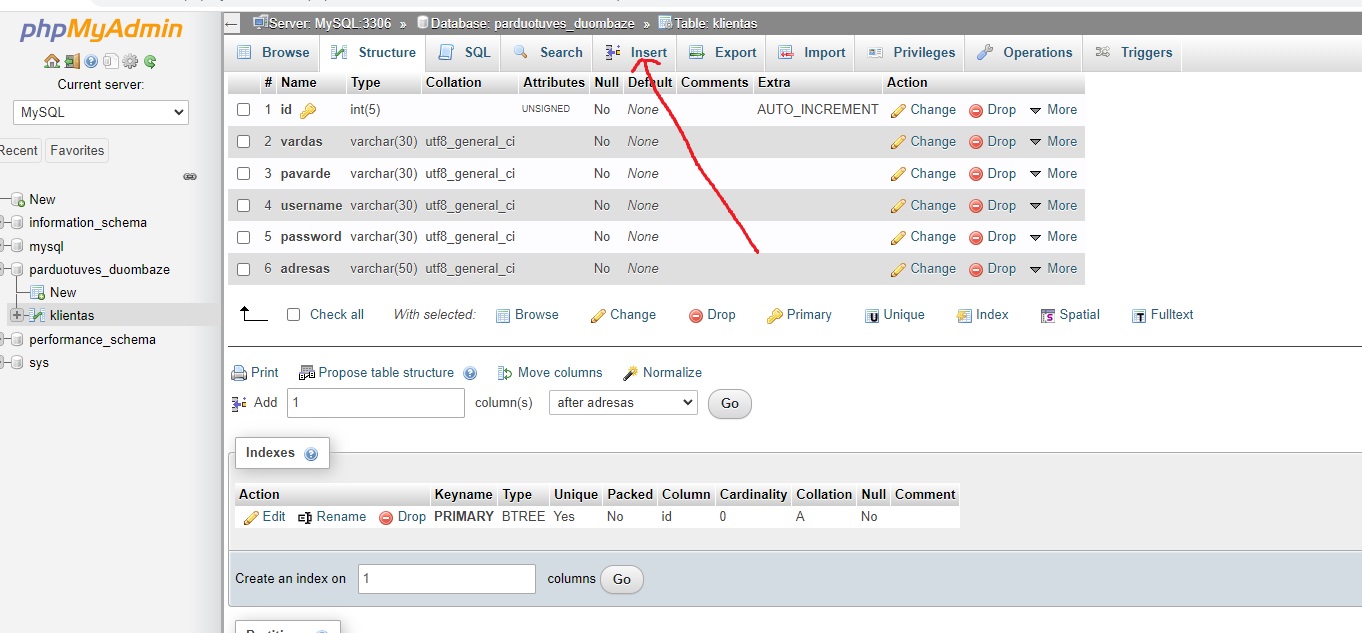 phpMyAdmin
Current server:
MySQL
Recent Favorites
New
information_schema
mysql
parduotuves_duombaze
New
klientas
performance_schema
sys
Server: MySQL:3306 » Database: parduotuves_duombaze » Table: klientas
Browse Structure SQL Search Insert Export Import Privileges Operations Triggers
# Name Type Collation Attributes Null Default Comments Extra Action
1 id int(5) UNSIGNED No None AUTO_INCREMENT Change Drop More
2 vardas varchar(30) utf8_general_ci No None Change Drop More
3 pavarde varchar(30) utf8_general_ci No None Change Drop More
4 username varchar(30) utf8_general_ci No None Change Drop More
5 password varchar(30) utf8_general_ci No None Change Drop More
6 adresas varchar(50) utf8_general_ci No None Change Drop More
Check all With selected: Browse Change Drop Primary Unique Index Spatial Fulltext
Print Propose table structure Move columns Normalize
Add 1 column(s) after adresas Go
Indexes
Action Keyname Type Unique Packed Column Cardinality Collation Null Comment
Edit Rename Drop PRIMARY BTREE Yes No id 0 A No
Create an index on 1 columns Go